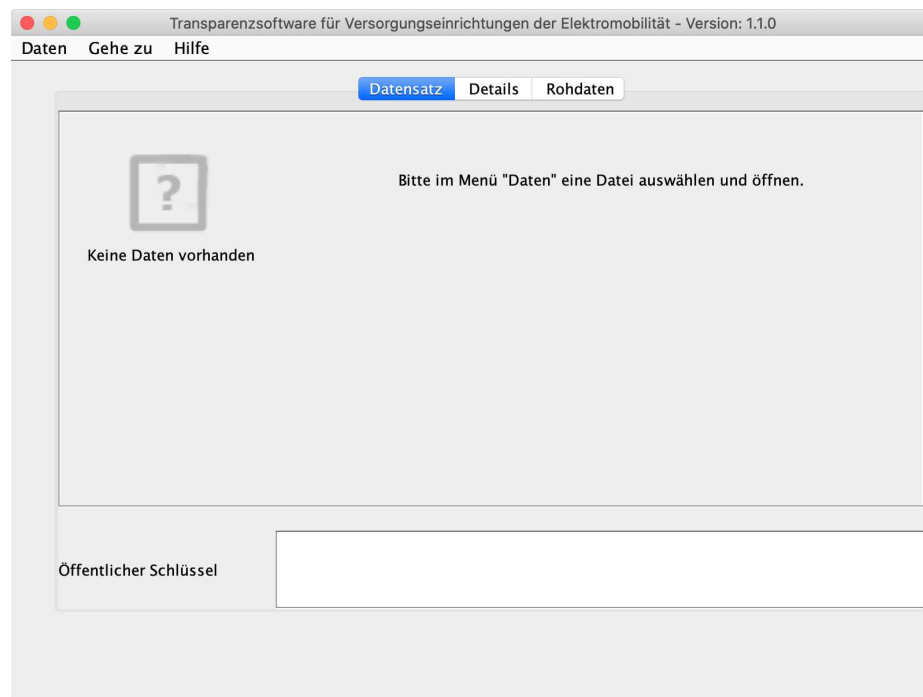 Transparenzsoftware für Versorgungseinrichtungen der Elektromobilität - Version: 1.1.0
Daten Gehe zu Hilfe
Datensatz Details Rohdaten
?
Bitte im Menü "Daten" eine Datei auswählen und öffnen.
Keine Daten vorhanden
Öffentlicher Schlüssel